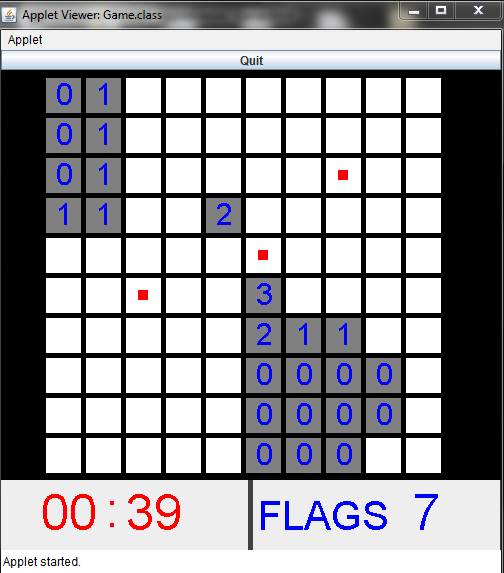 Applet Viewer: Game.class
Applet
Quit
0 1
0 1
0 1
1 1 2
3
2 1 1
0 0 0 0
0 0 0 0
0 0 0
00:39 FLAGS 7
Applet started.